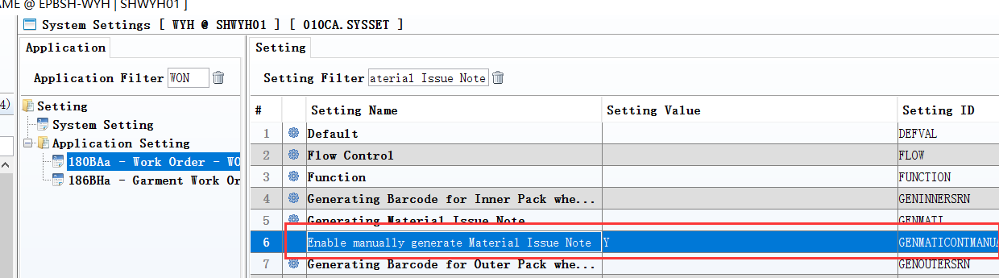 AME @ EPBSH-WYH | SHWYH01 ]
System Settings [ WYH @ SHWYH01 ] [ 010CA.SYSSET ]
Application
Setting
Application Filter WON
Setting Filter aterial Issue Note
4)
Setting
System Setting
Application Setting
180BAa - Work Order - WO
186BHa - Garment Work Or
# Setting Name Setting Value Setting ID
1 Default DEFVAL
2 Flow Control FLOW
3 Function FUNCTION
4 Generating Barcode for Inner Pack whe... GENINNERSRN
5 Generating Material Issue Note GENMATI
6 Enable manually generate Material Issue Note Y GENMATICONTMANUA
7 Generating Barcode for Outer Pack whe... GENOUTERSRN